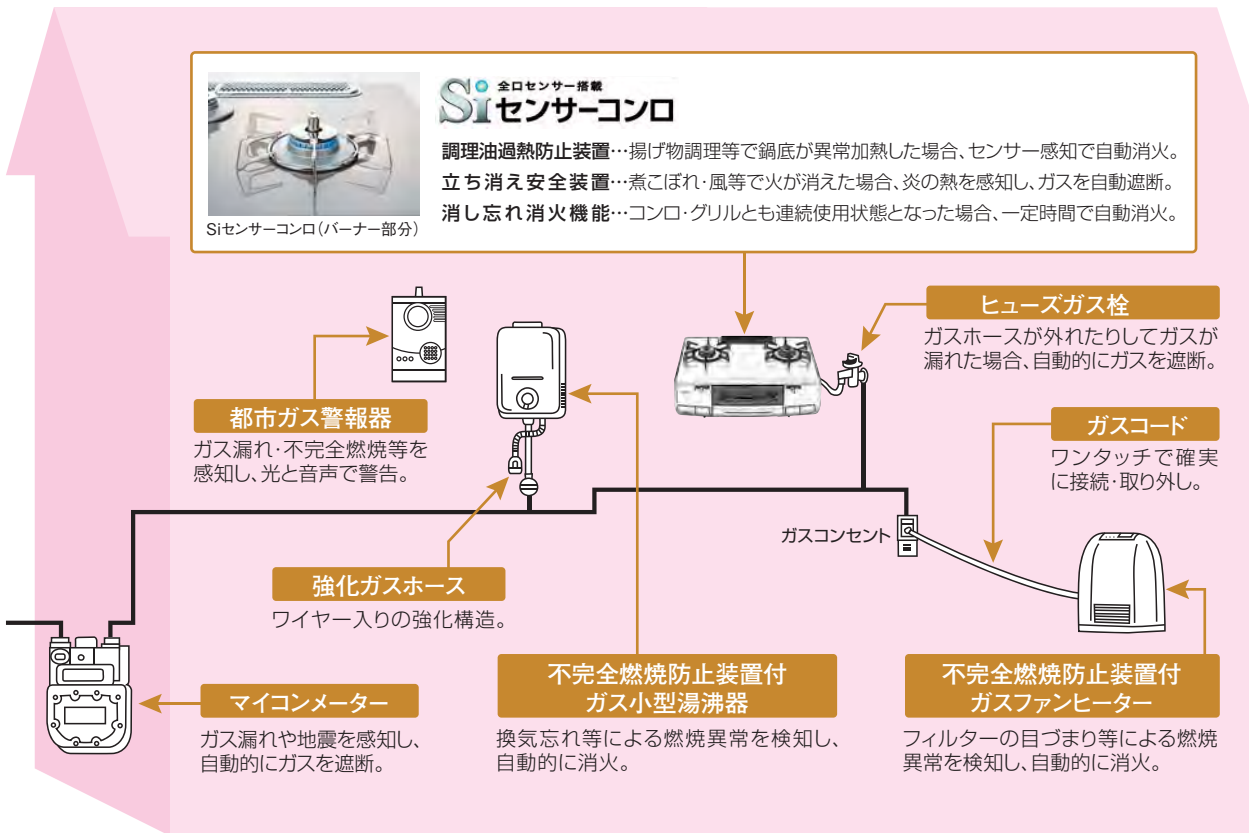 全口センサー搭載
Siセンサーコンロ
調理油過熱防止装置…揚げ物調理等で鍋底が異常加熱した場合、センサー感知で自動消火。
立ち消え安全装置…煮こぼれ・風等で火が消えた場合、炎の熱を感知し、ガスを自動遮断。
消し忘れ消火機能…コンロ・グリルとも連続使用状態となった場合、一定時間で自動消火。
Siセンサーコンロ（バーナー部分）
ヒューズガス栓
ガスホースが外れたりしてガスが
漏れた場合、自動的にガスを遮断。
都市ガス警報器
ガス漏れ・不完全燃焼等を
感知し、光と音声で警告。
ガスコード
ワンタッチで確実
に接続・取り外し。
ガスコンセント
強化ガスホース
ワイヤー入りの強化構造。
マイコンメーター
ガス漏れや地震を感知し、
自動的にガスを遮断。
不完全燃焼防止装置付
ガス小型湯沸器
換気忘れ等による燃焼異常を検知し、
自動的に消火。
不完全燃焼防止装置付
ガスファンヒーター
フィルターの目づまり等による燃焼
異常を検知し、自動的に消火。